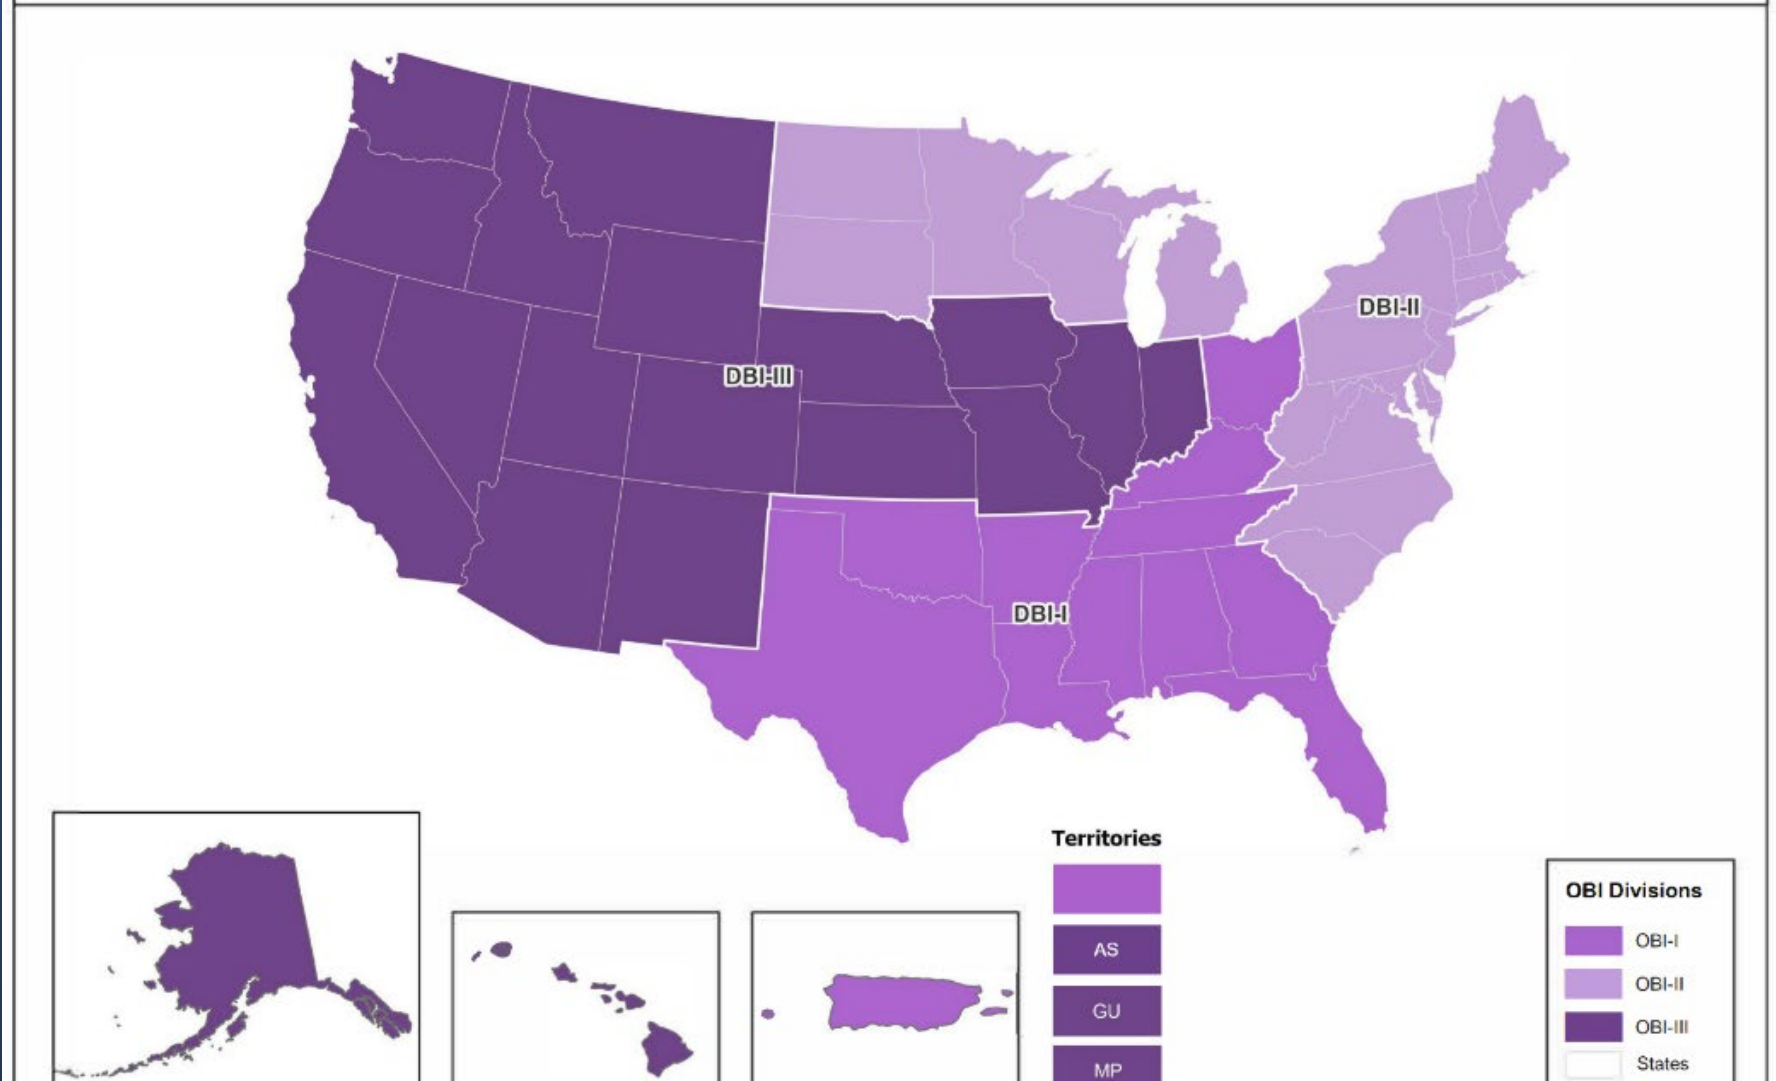 DBI-II
DBI-III
DBI-I
Territories
AS
GU
MP
OBI Divisions
OBI-I
OBI-II
OBI-III
States